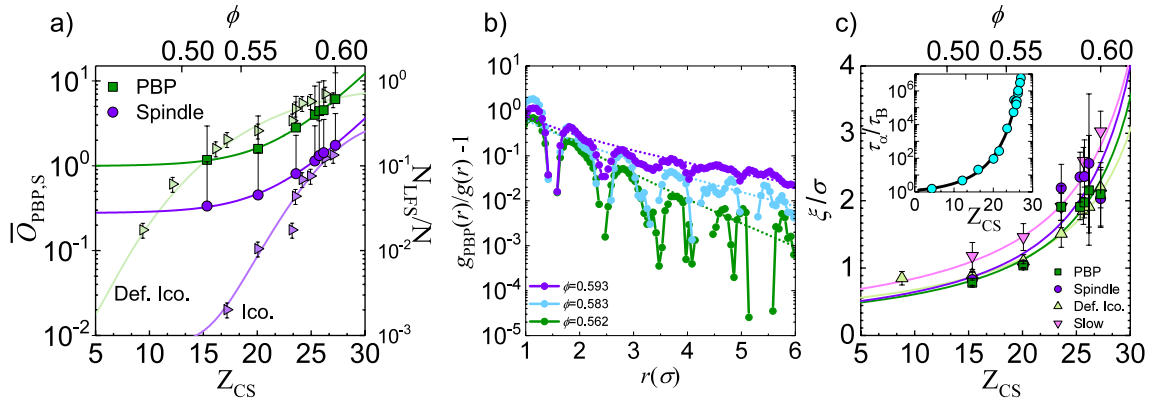 a)
ϕ
0.50 0.55 0.60
10^1
10^0
10^-1
10^-2
O̅_PBP,S
PBP
Spindle
Def. Ico.
Ico.
10^0
10^-1
10^-2
10^-3
N_LFS/N
5 10 15 20 25 30
Z_CS
b)
10^1
10^0
10^-1
10^-2
10^-3
10^-4
10^-5
g_PBP(r)/g(r) -1
ϕ=0.593
ϕ=0.583
ϕ=0.562
1 2 3 4 5 6
r(σ)
c)
ϕ
0.50 0.55 0.60
4
3
2
1
0
ξ/σ
10^6
10^4
10^2
10^0
τ_α/τ_B
0 5 10 15 20 25 30
Z_CS
PBP
Spindle
Def. Ico.
Slow
5 10 15 20 25 30
Z_CS